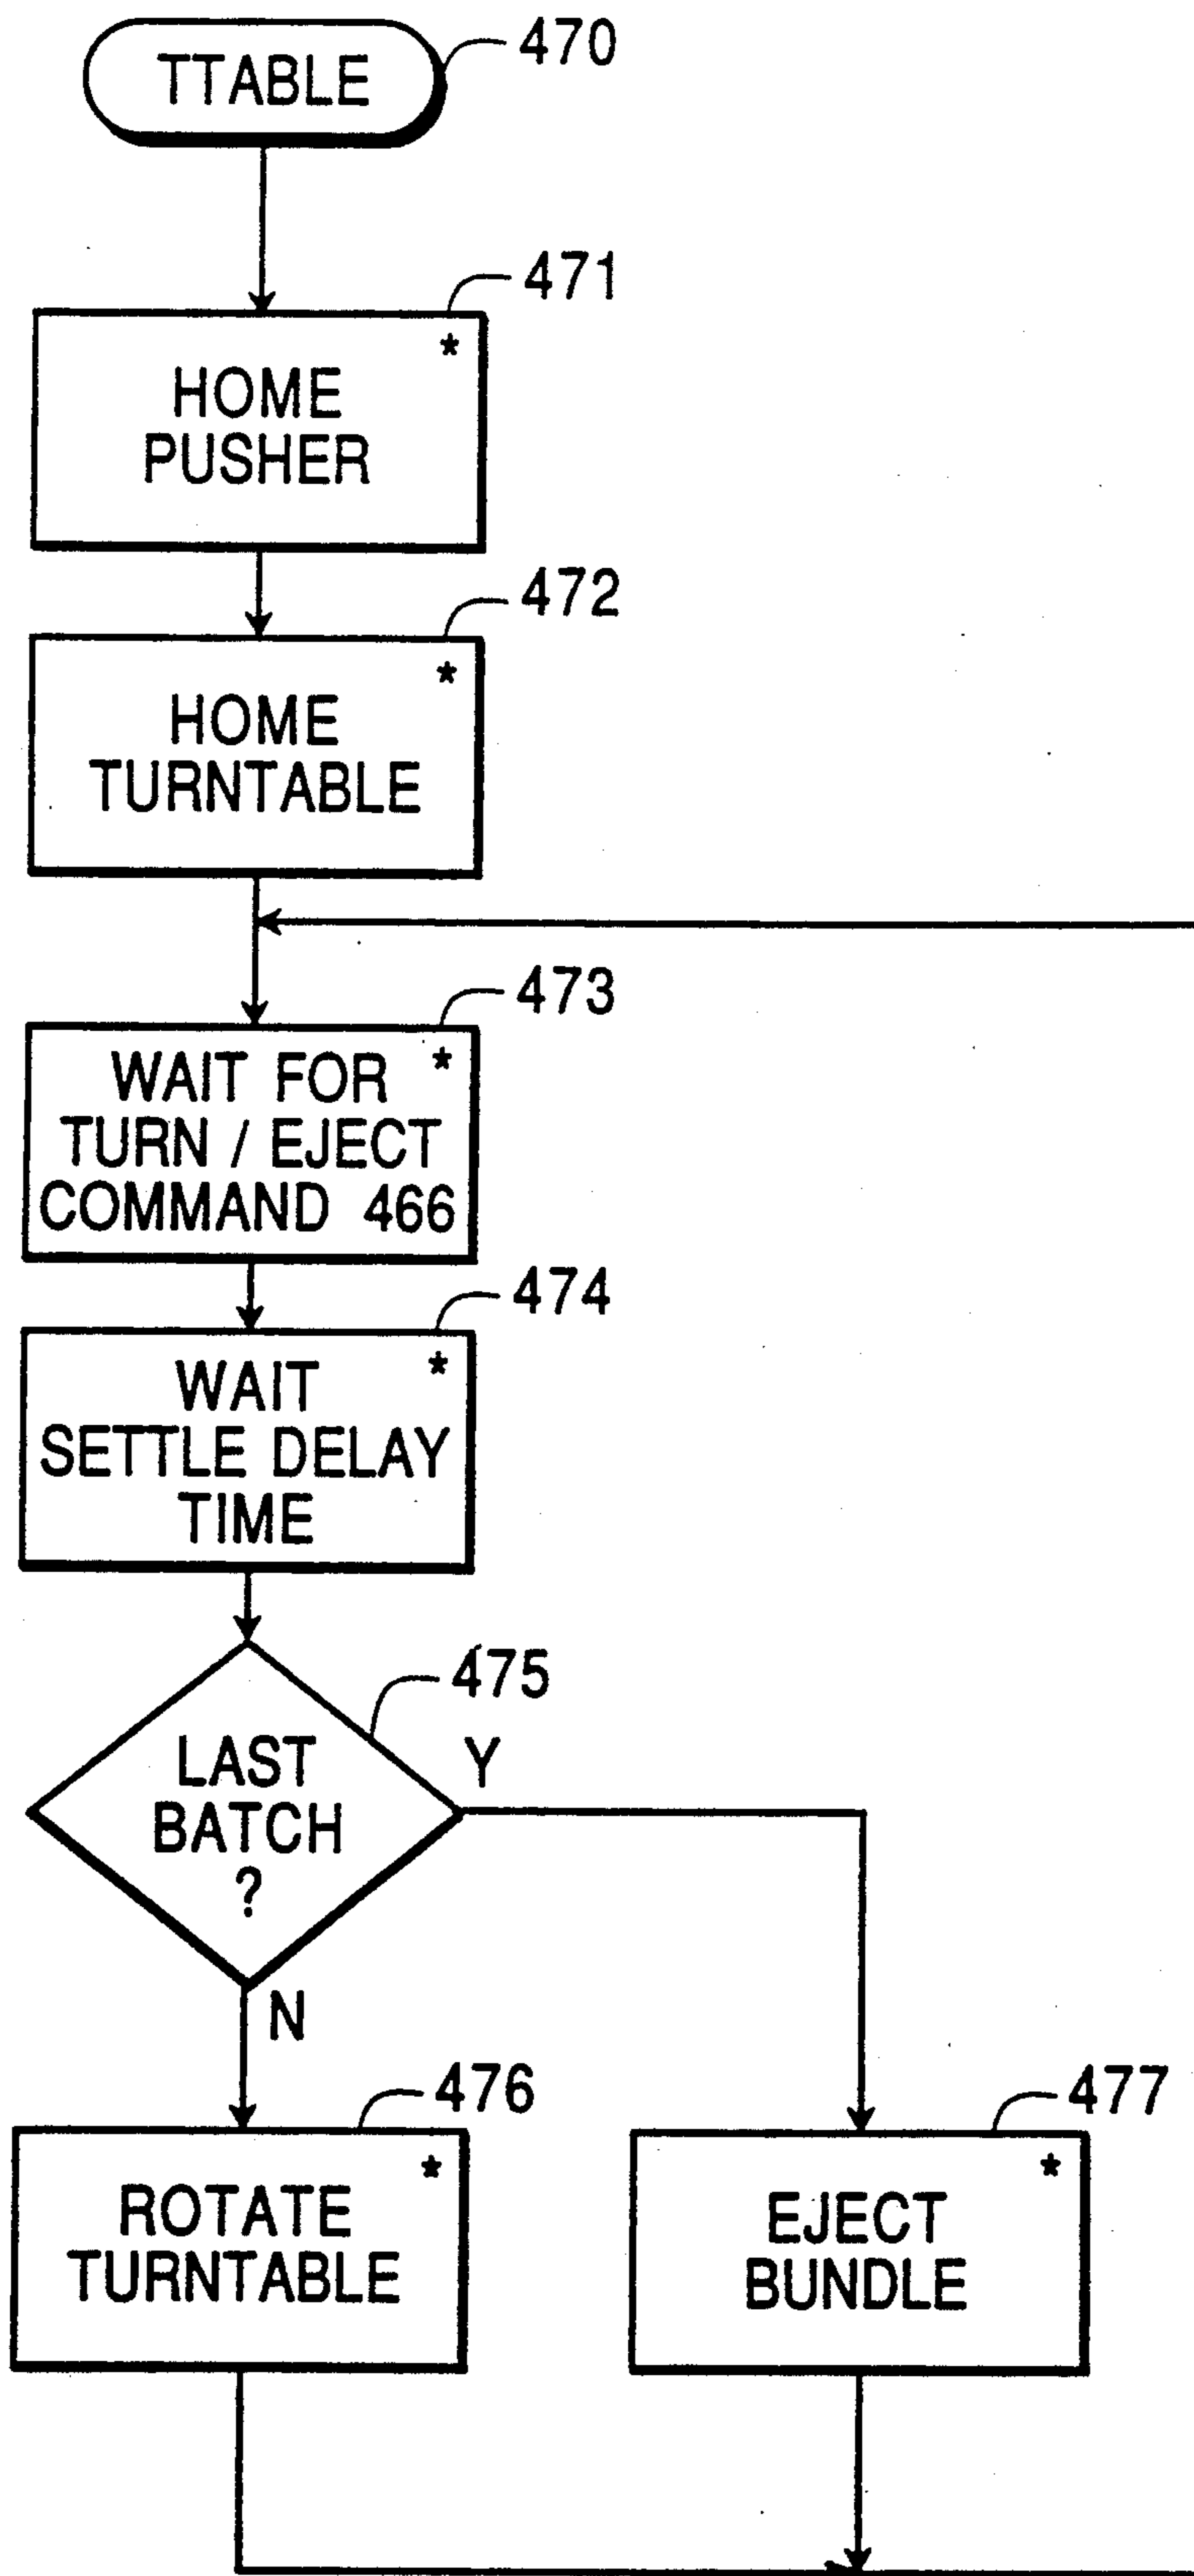 TTABLE
470
471
*
HOME
PUSHER
472
*
HOME
TURNTABLE
473
*
WAIT FOR
TURN / EJECT
COMMAND 466
474
*
WAIT
SETTLE DELAY
TIME
475
LAST
BATCH
?
Y
N
476
*
ROTATE
TURNTABLE
477
*
EJECT
BUNDLE